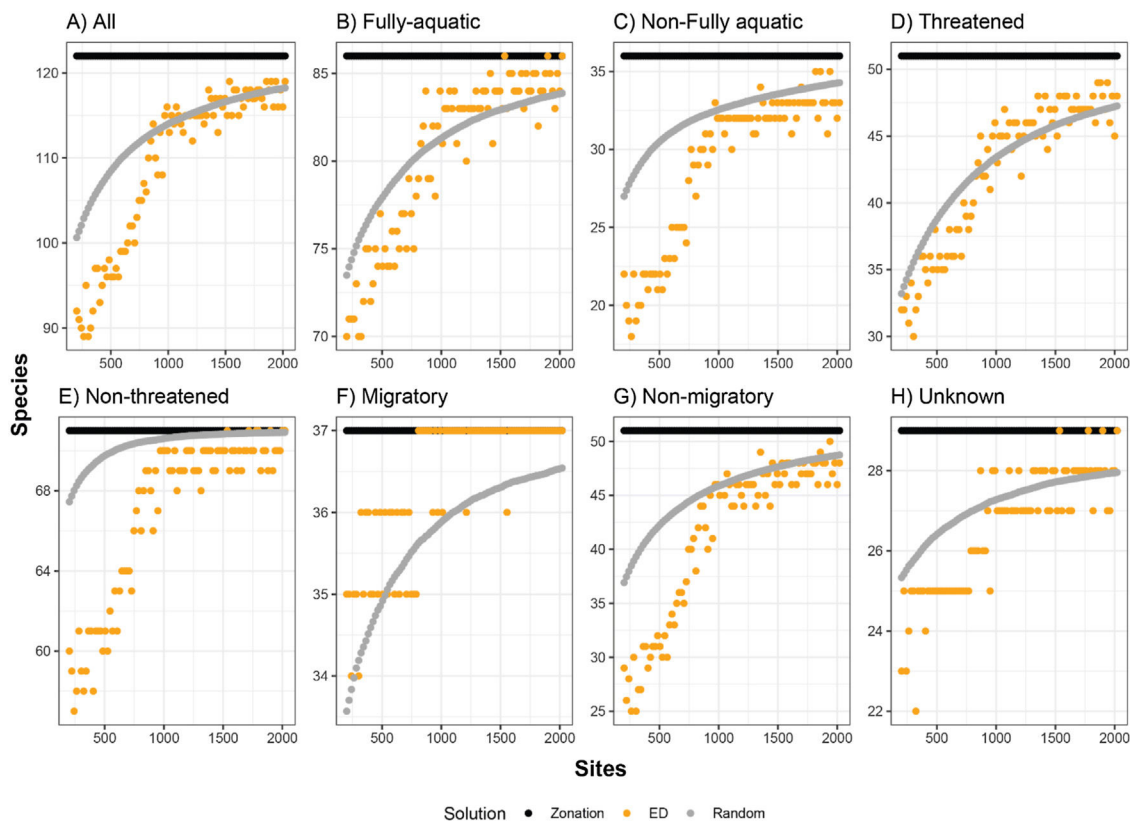 A) All
B) Fully-aquatic
C) Non-Fully aquatic
D) Threatened
120
110
100
90
500 1000 1500 2000
85
80
75
70
500 1000 1500 2000
35
30
25
20
500 1000 1500 2000
50
45
40
35
30
500 1000 1500 2000
Species
E) Non-threatened
F) Migratory
G) Non-migratory
H) Unknown
68
64
60
500 1000 1500 2000
37
36
35
34
500 1000 1500 2000
50
45
40
35
30
25
500 1000 1500 2000
28
26
24
22
500 1000 1500 2000
Sites
Solution Zonation ED Random